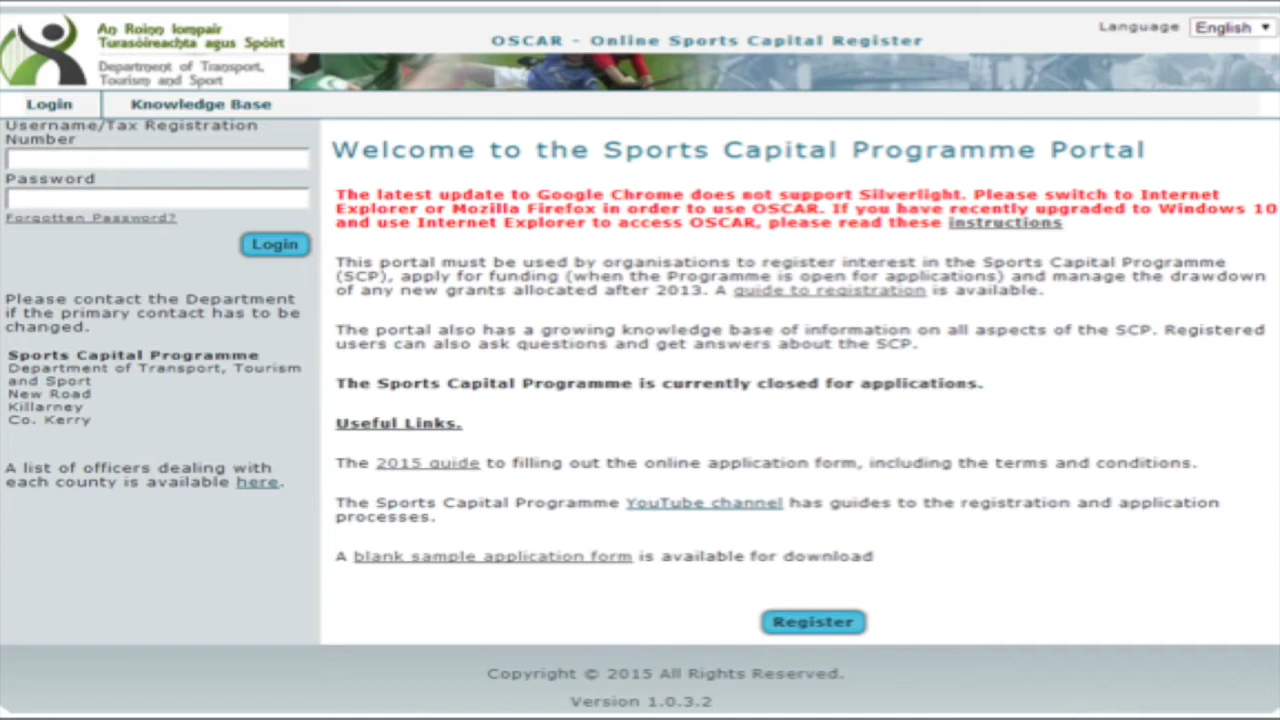 An Roinn Iompair
Turasóireachta agus Spóirt
Department of Transport,
Tourism and Sport
OSCAR - Online Sports Capital Register
Language English
Login Knowledge Base
Username/Tax Registration
Number
Password
Forgotten Password?
Login
Please contact the Department
if the primary contact has to be
changed.
Sports Capital Programme
Department of Transport, Tourism
and Sport
New Road
Killarney
Co. Kerry
A list of officers dealing with
each county is available here.
Welcome to the Sports Capital Programme Portal
The latest update to Google Chrome does not support Silverlight. Please switch to Internet
Explorer or Mozilla Firefox in order to use OSCAR. If you have recently upgraded to Windows 10
and use Internet Explorer to access OSCAR, please read these instructions
This portal must be used by organisations to register interest in the Sports Capital Programme
(SCP), apply for funding (when the Programme is open for applications) and manage the drawdown
of any new grants allocated after 2013. A guide to registration is available.
The portal also has a growing knowledge base of information on all aspects of the SCP. Registered
users can also ask questions and get answers about the SCP.
The Sports Capital Programme is currently closed for applications.
Useful Links.
The 2015 guide to filling out the online application form, including the terms and conditions.
The Sports Capital Programme YouTube channel has guides to the registration and application
processes.
A blank sample application form is available for download
Register
Copyright © 2015 All Rights Reserved.
Version 1.0.3.2